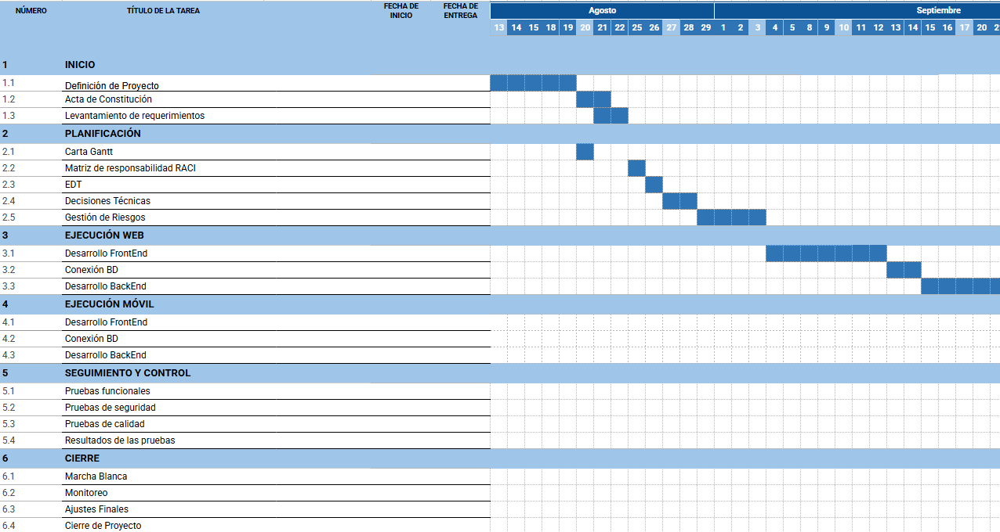 NÚMERO TÍTULO DE LA TAREA FECHA DE INICIO FECHA DE ENTREGA Agosto Septiembre
13 14 15 18 19 20 21 22 25 26 27 28 29 1 2 3 4 5 8 9 10 11 12 13 14 15 16 17 20
1 INICIO
1.1 Definición de Proyecto
1.2 Acta de Constitución
1.3 Levantamiento de requerimientos
2 PLANIFICACIÓN
2.1 Carta Gantt
2.2 Matriz de responsabilidad RACI
2.3 EDT
2.4 Decisiones Técnicas
2.5 Gestión de Riesgos
3 EJECUCIÓN WEB
3.1 Desarrollo FrontEnd
3.2 Conexión BD
3.3 Desarrollo BackEnd
4 EJECUCIÓN MÓVIL
4.1 Desarrollo FrontEnd
4.2 Conexión BD
4.3 Desarrollo BackEnd
5 SEGUIMIENTO Y CONTROL
5.1 Pruebas funcionales
5.2 Pruebas de seguridad
5.3 Pruebas de calidad
5.4 Resultados de las pruebas
6 CIERRE
6.1 Marcha Blanca
6.2 Monitoreo
6.3 Ajustes Finales
6.4 Cierre de Proyecto